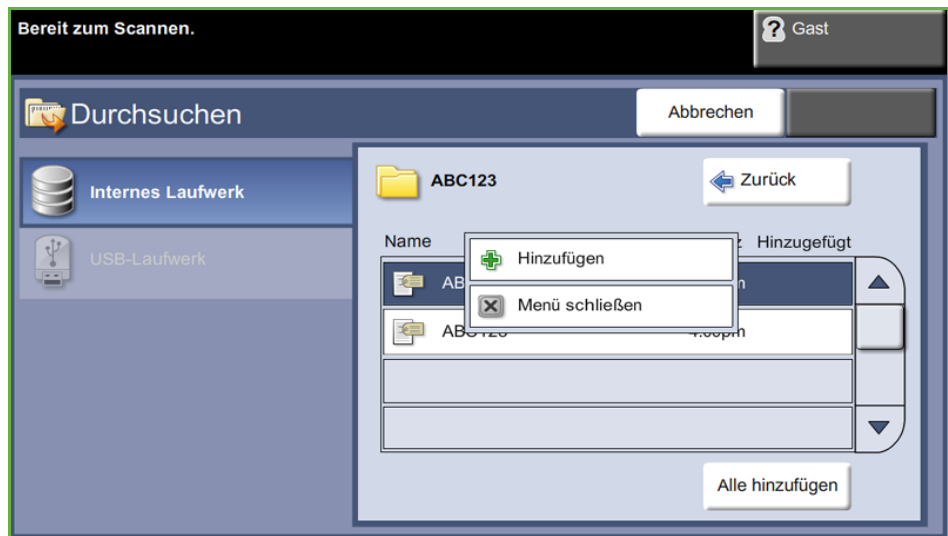 Bereit zum Scannen.
Gast
Durchsuchen
Abbrechen
Internes Laufwerk
USB-Laufwerk
ABC123
Zurück
Name
Hinzugefügt
Hinzufügen
AB
Menü schließen
Alle hinzufügen